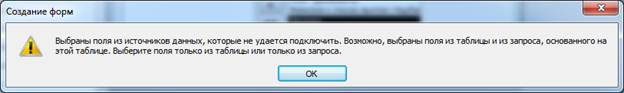 Создание форм
Выбраны поля из источников данных, которые не удается подключить. Возможно, выбраны поля из таблицы и из запроса, основанного на
этой таблице. Выберите поля только из таблицы или только из запроса.
OK